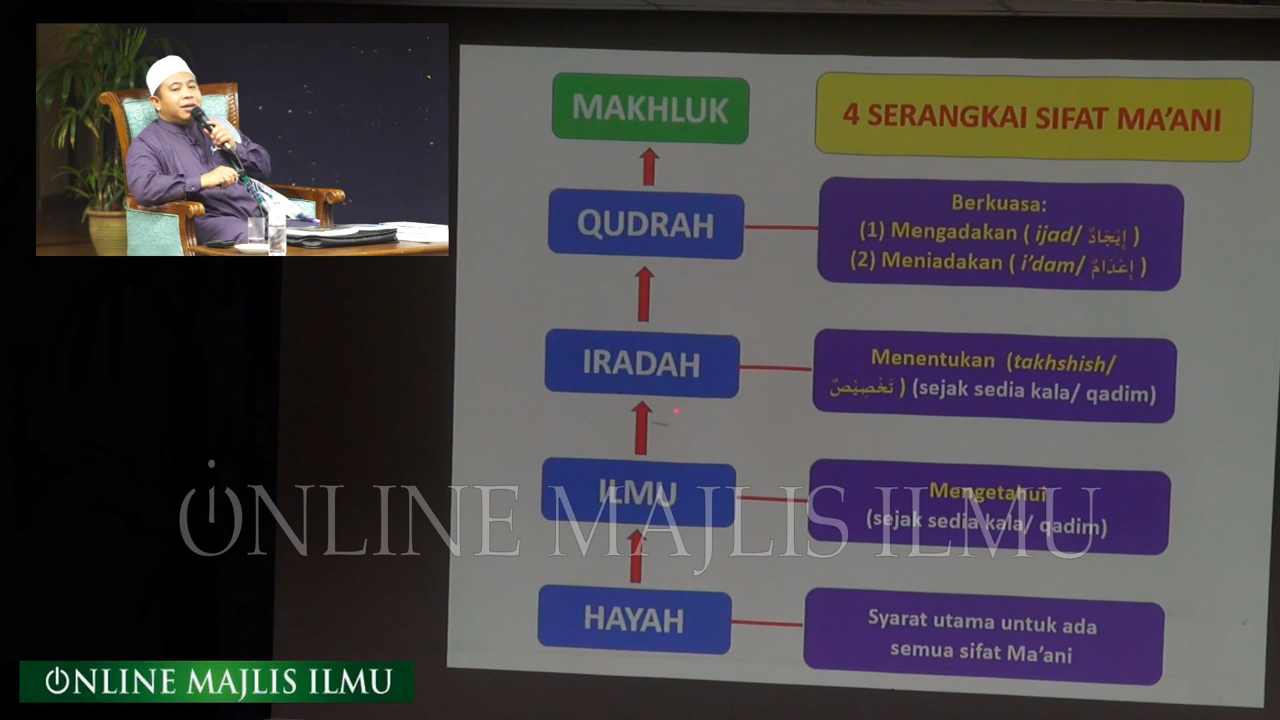 MAKHLUK
4 SERANGKAI SIFAT MA'ANI
QUDRAH
Berkuasa:
(1) Mengadakan ( ijad/ إِيْجَادٌ )
(2) Meniadakan ( i'dam/ إِعْدَامٌ )
IRADAH
Menentukan (takhshish/
تَخْصِيْصٌ ) (sejak sedia kala/ qadim)
ILMU
Mengetahui
(sejak sedia kala/ qadim)
HAYAH
Syarat utama untuk ada
semua sifat Ma'ani
ONLINE MAJLIS ILMU
ONLINE MAJLIS ILMU